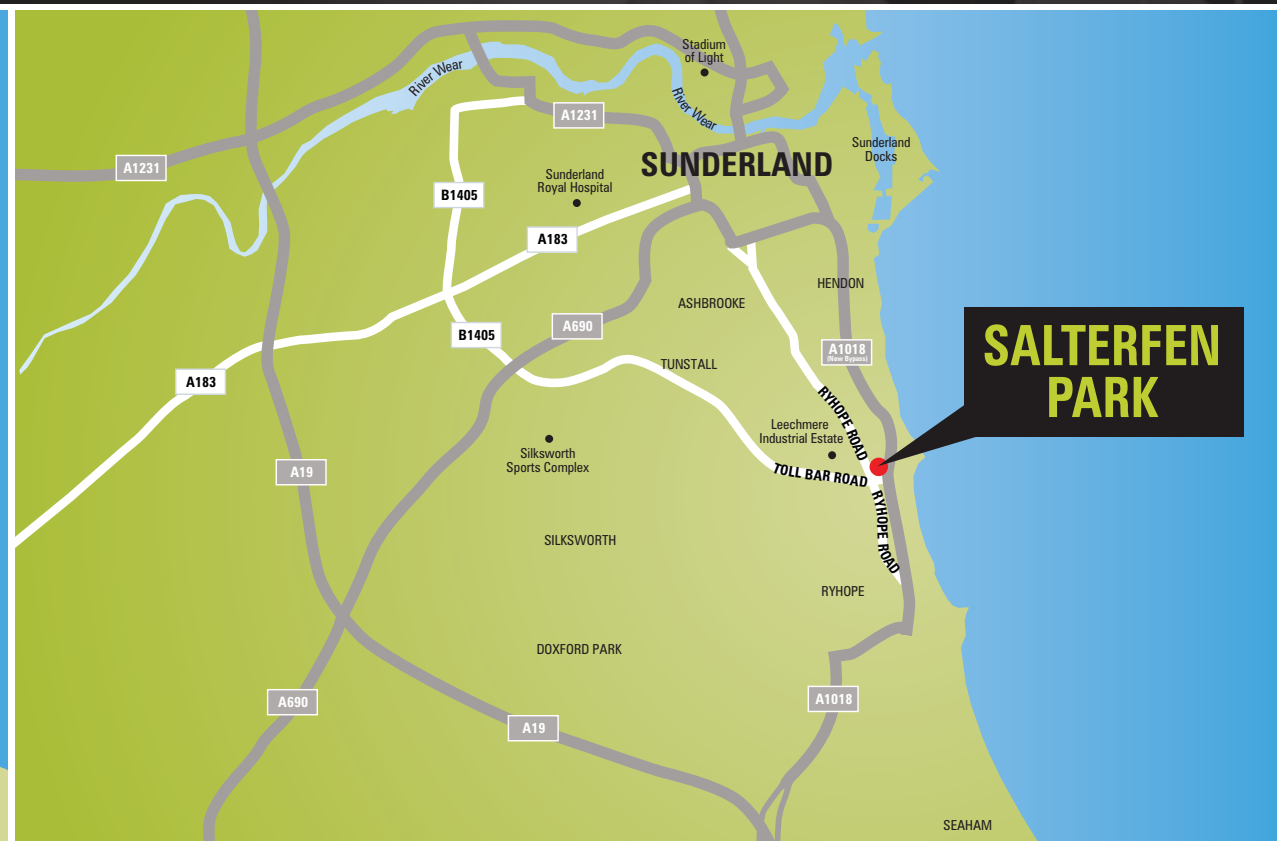 Stadium
of Light
River Wear
River Wear
A1231
A1231
Sunderland
Docks
SUNDERLAND
Sunderland
Royal Hospital
B1405
A183
HENDON
ASHBROOKE
A690
B1405
A1018
(New Bypass)
SALTERFEN
PARK
TUNSTALL
A183
RYHOPE ROAD
Leechmere
Industrial Estate
Silksworth
Sports Complex
A19
TOLL BAR ROAD
RYHOPE ROAD
SILKSWORTH
RYHOPE
DOXFORD PARK
A690
A1018
A19
SEAHAM